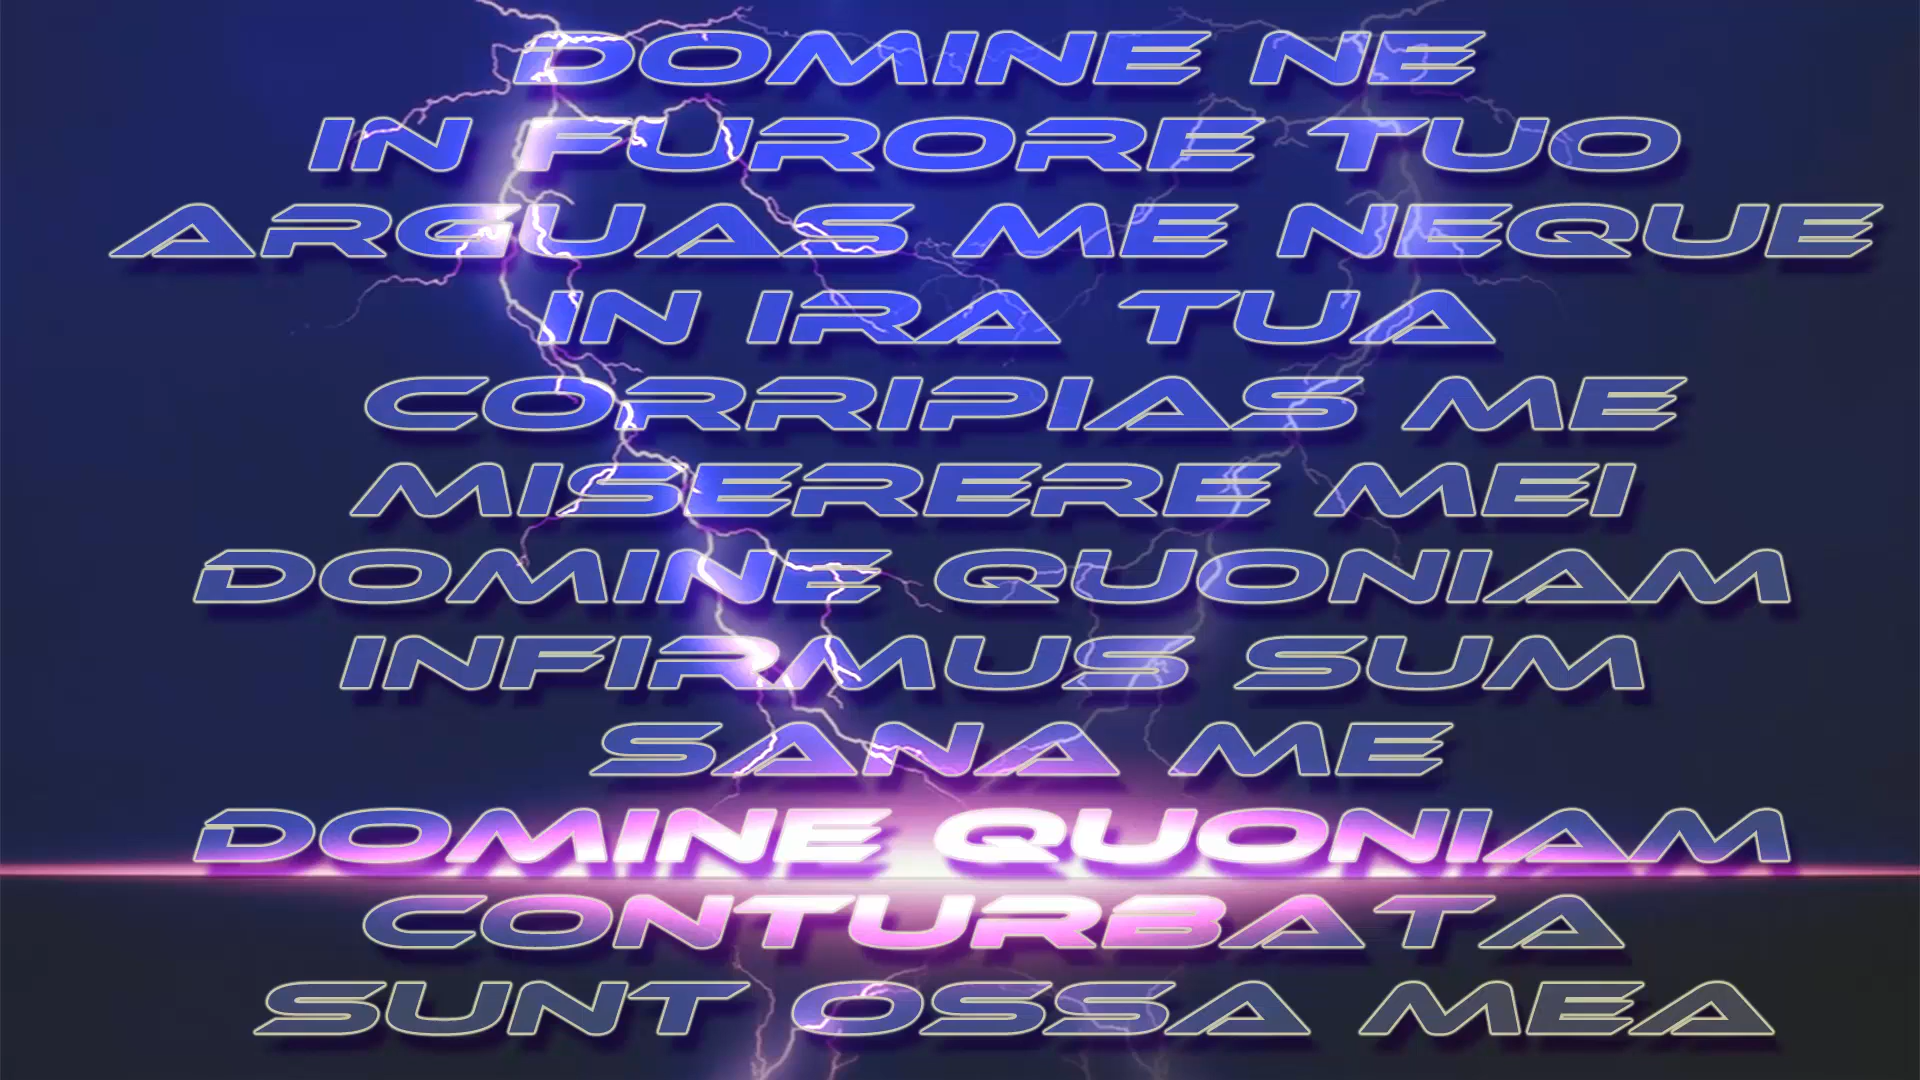 DOMINE NE
IN FURORE TUO
ARGUAS ME NEQUE
IN IRA TUA
CORRIPIAS ME
MISERERE MEI
DOMINE QUONIAM
INFIRMUS SUM
SANA ME
DOMINE QUONIAM
CONTURBATA
SUNT OSSA MEA